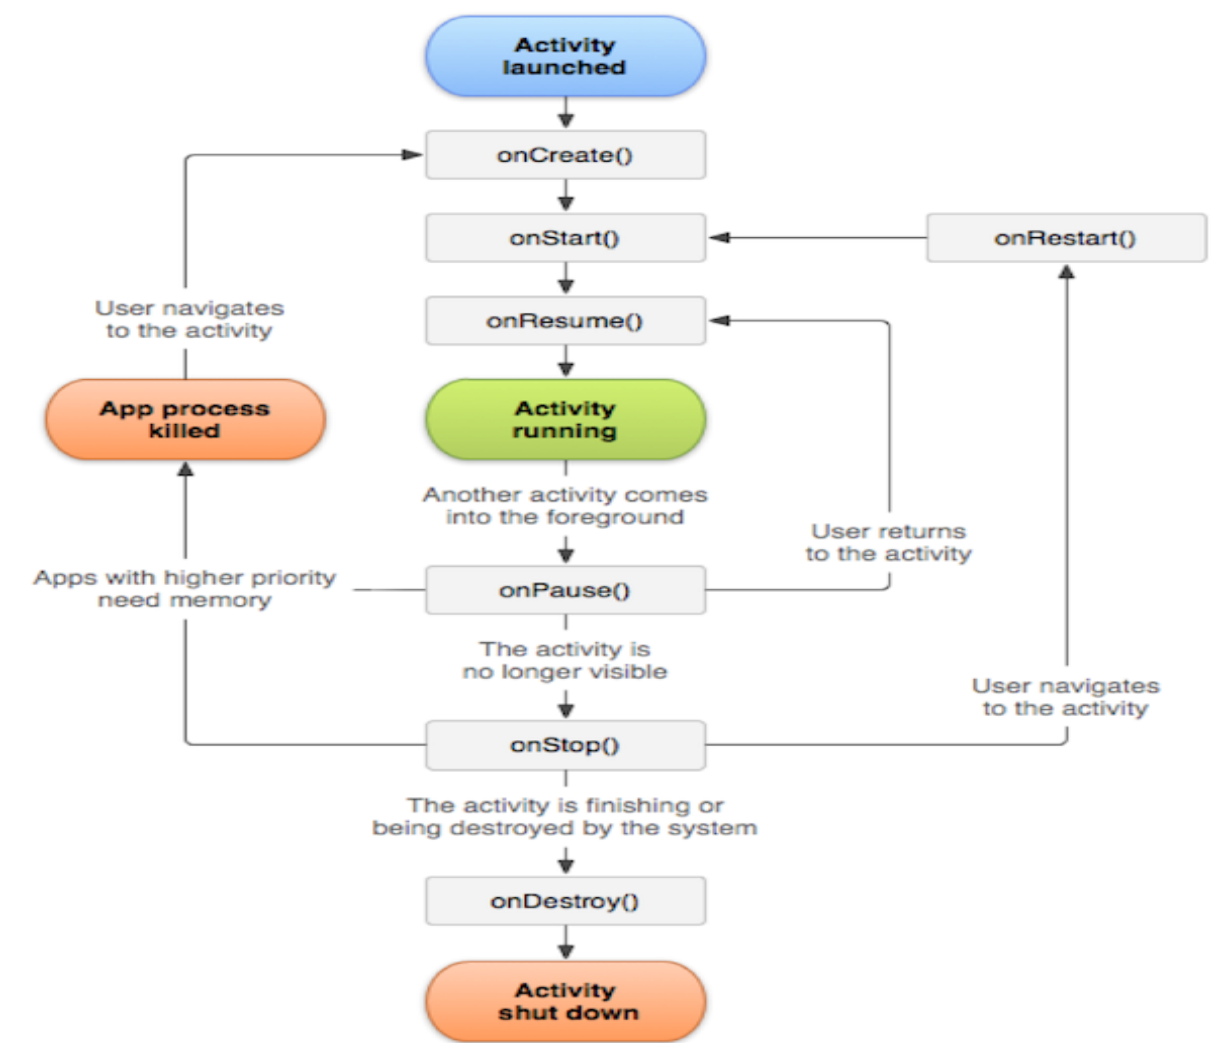 Activity
launched
onCreate()
onStart()
onRestart()
onResume()
User navigates
to the activity
App process
killed
Activity
running
Another activity comes
into the foreground
User returns
to the activity
Apps with higher priority
need memory
onPause()
The activity is
no longer visible
User navigates
to the activity
onStop()
The activity is finishing or
being destroyed by the system
onDestroy()
Activity
shut down